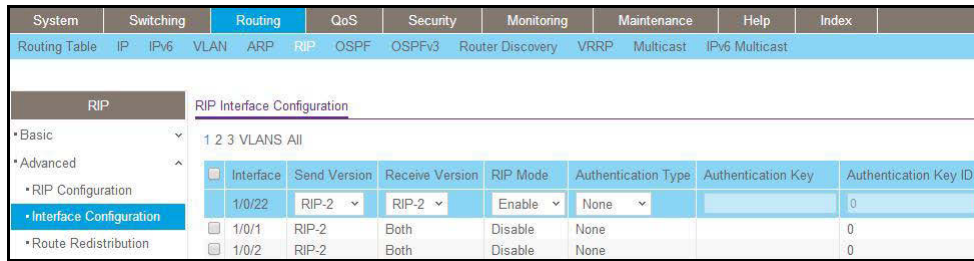 System Switching Routing QoS Security Monitoring Maintenance Help Index
Routing Table IP IPv6 VLAN ARP RIP OSPF OSPFv3 Router Discovery VRRP Multicast IPv6 Multicast
RIP
Basic
Advanced
RIP Configuration
Interface Configuration
Route Redistribution
RIP Interface Configuration
1 2 3 VLANS All
Interface Send Version Receive Version RIP Mode Authentication Type Authentication Key Authentication Key ID
1/0/22 RIP-2 RIP-2 Enable None 0
1/0/1 RIP-2 Both Disable None 0
1/0/2 RIP-2 Both Disable None 0